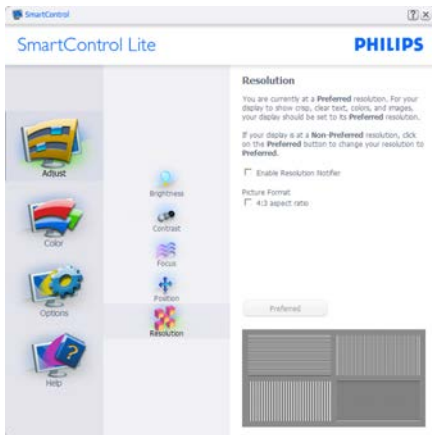 SmartControl
SmartControl Lite
PHILIPS
Adjust
Color
Options
Help
Brightness
Contrast
Focus
Position
Resolution
Resolution
You are currently at a Preferred resolution. For your
display to show crisp, clear text, colors, and images,
your display should be set to its Preferred resolution.
If your display is at a Non-Preferred resolution, click
on the Preferred button to change your resolution to
Preferred.
Enable Resolution Notifier
Picture Format
4:3 aspect ratio
Preferred